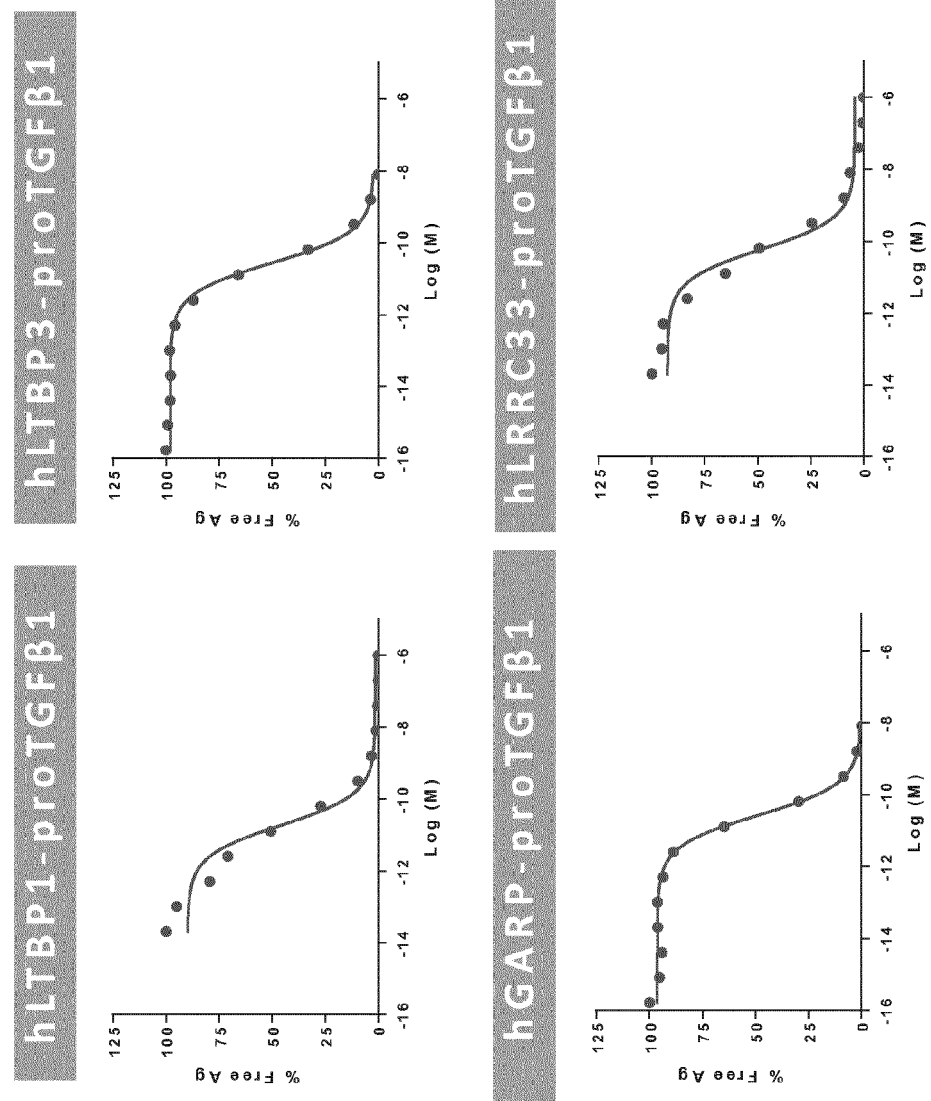 hLTBP1-proTGFβ1
% Free Ag
125
100
75
50
25
0
-16 -14 -12 -10 -8 -6
Log (M)
hLTBP3-proTGFβ1
% Free Ag
125
100
75
50
25
0
-16 -14 -12 -10 -8 -6
Log (M)
hGARP-proTGFβ1
% Free Ag
125
100
75
50
25
0
-16 -14 -12 -10 -8 -6
Log (M)
hLRRC33-proTGFβ1
% Free Ag
125
100
75
50
25
0
-16 -14 -12 -10 -8 -6
Log (M)